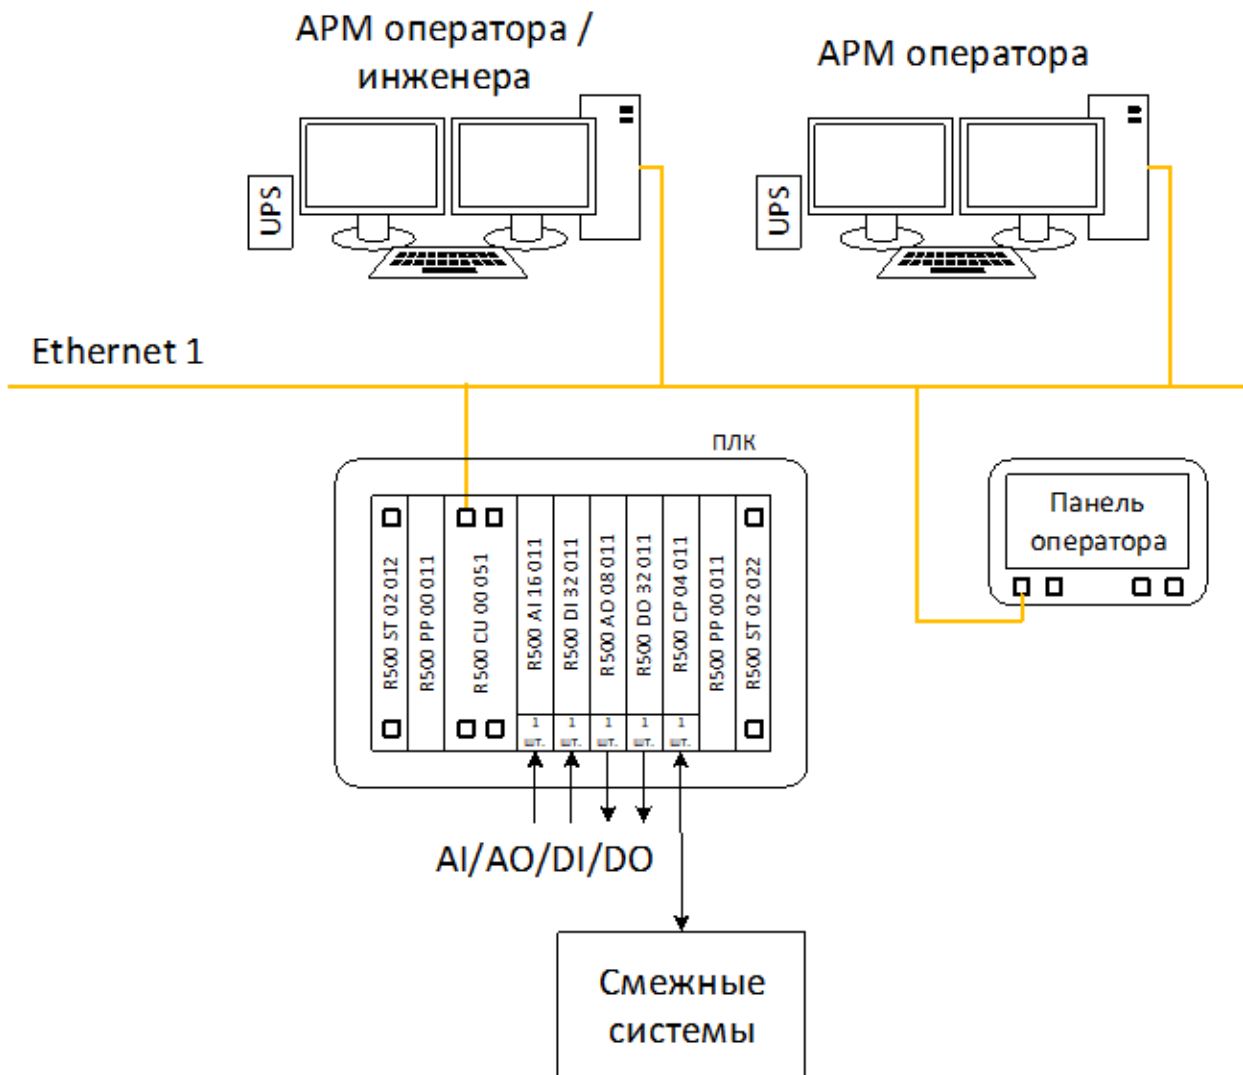 АРМ оператора /
инженера
АРМ оператора
UPS
UPS
Ethernet 1
ПЛК
R500 ST 02 012
R500 PP 00 011
R500 CU 00 051
R500 AI 16 011
R500 DI 32 011
R500 AO 08 011
R500 DO 32 011
R500 CP 04 011
R500 PP 00 011
R500 ST 02 022
1
шт.
1
шт.
1
шт.
1
шт.
1
шт.
Панель
оператора
AI/AO/DI/DO
Смежные
системы